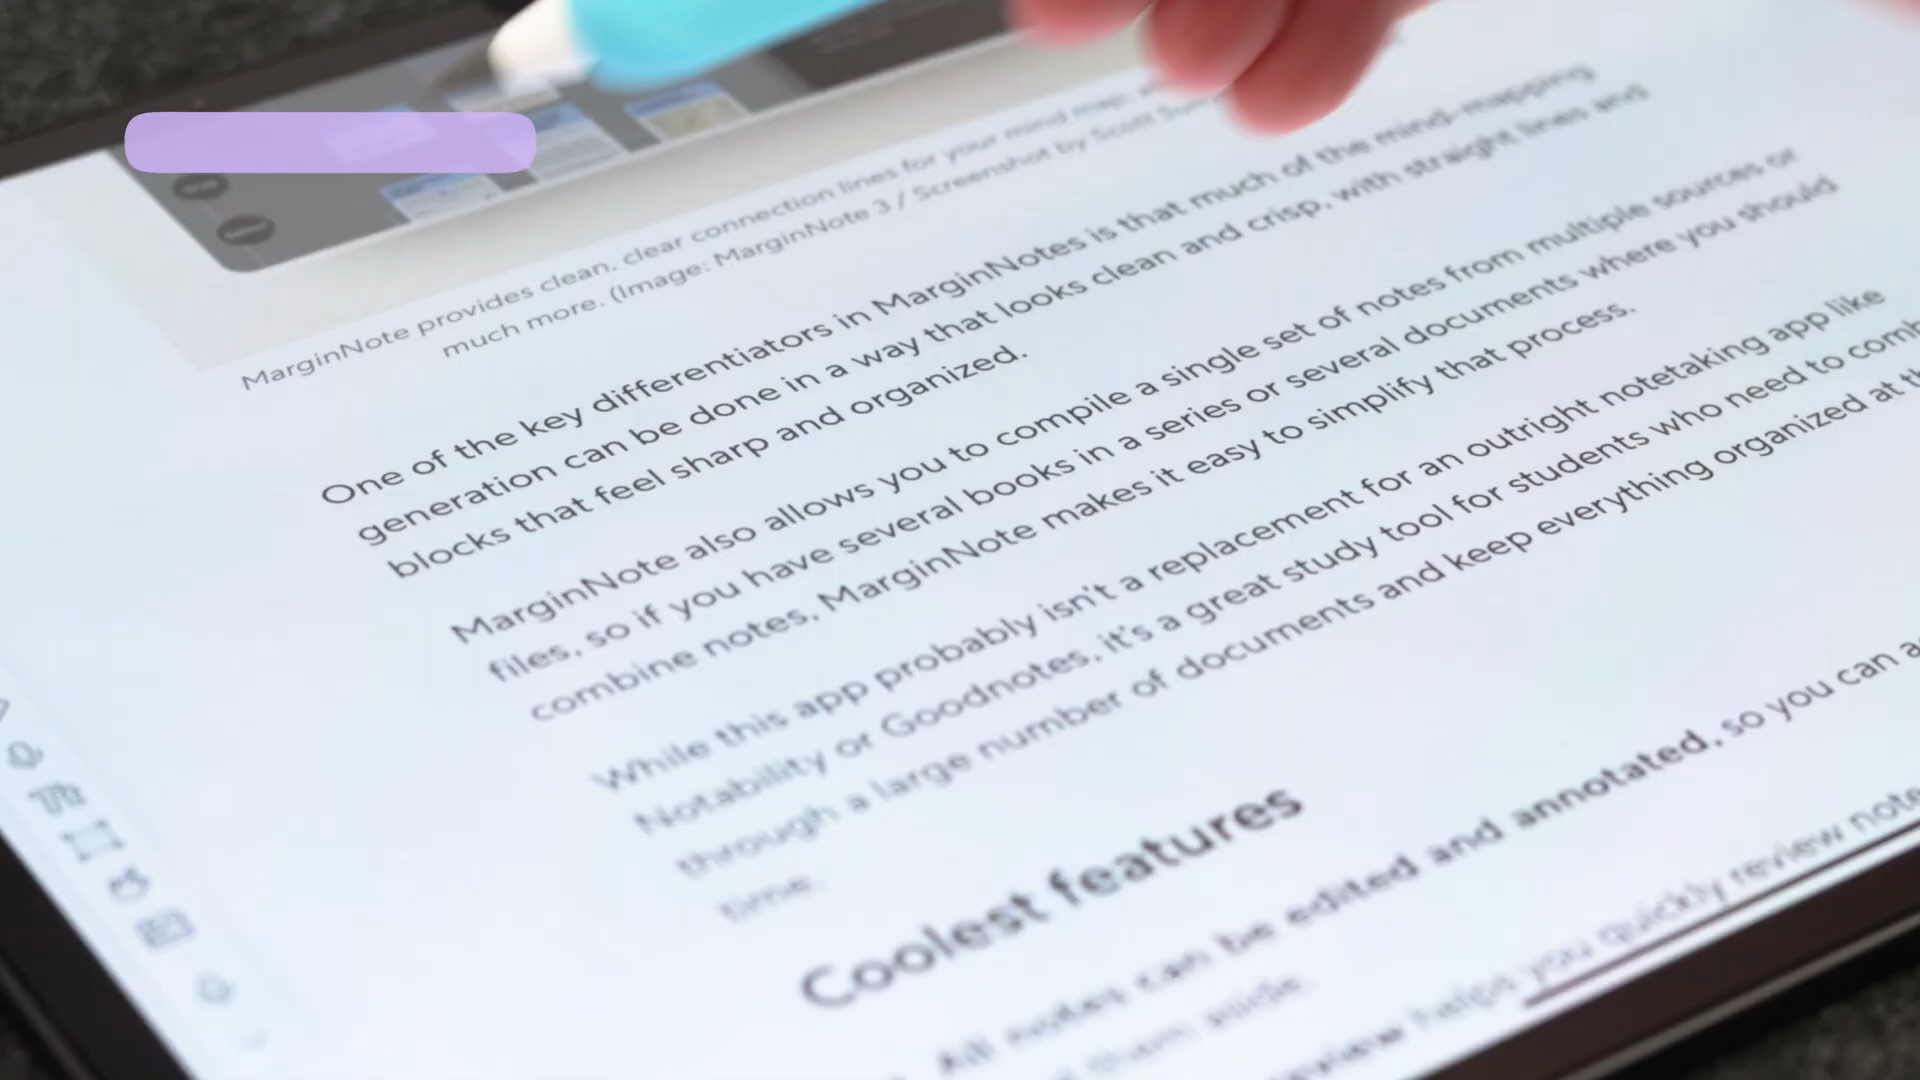 MarginNote provides clean, clear connection lines for your mind map,
much more. (Image: MarginNote 3 / Screenshot by Scott
One of the key differentiators in MarginNotes is that much of the mind-mapping
generation can be done in a way that looks clean and crisp, with straight lines and
blocks that feel sharp and organized.
MarginNote also allows you to compile a single set of notes from multiple sources or
files, so if you have several books in a series or several documents where you should
combine notes, MarginNote makes it easy to simplify that process.
While this app probably isn't a replacement for an outright notetaking app like
Notability or Goodnotes, it's a great study tool for students who need to
through a large number of documents and keep everything organized at
time.
Coolest features
All notes can be edited and annotated, so you can
them aside.
helps you quickly review